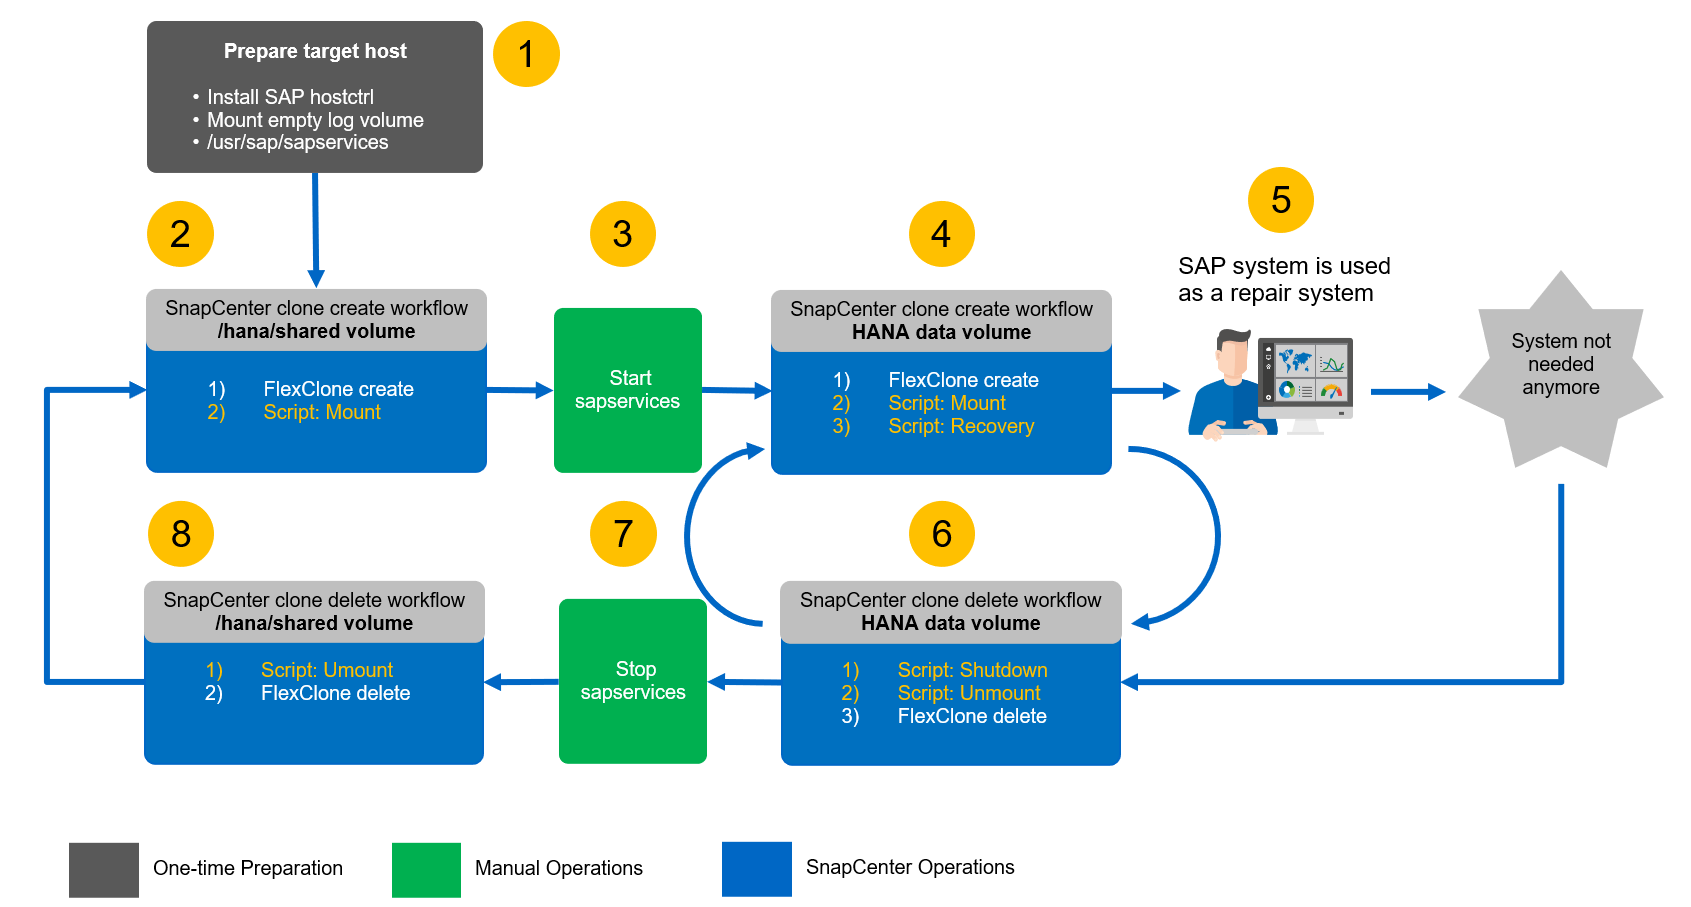 Prepare target host
• Install SAP hostctrl
• Mount empty log volume
• /usr/sap/sapservices
1
2
SnapCenter clone create workflow
/hana/shared volume
1) FlexClone create
2) Script: Mount
3
Start
sapservices
4
SnapCenter clone create workflow
HANA data volume
1) FlexClone create
2) Script: Mount
3) Script: Recovery
5
SAP system is used
as a repair system
System not
needed
anymore
8
SnapCenter clone delete workflow
/hana/shared volume
1) Script: Umount
2) FlexClone delete
7
Stop
sapservices
6
SnapCenter clone delete workflow
HANA data volume
1) Script: Shutdown
2) Script: Unmount
3) FlexClone delete
One-time Preparation
Manual Operations
SnapCenter Operations